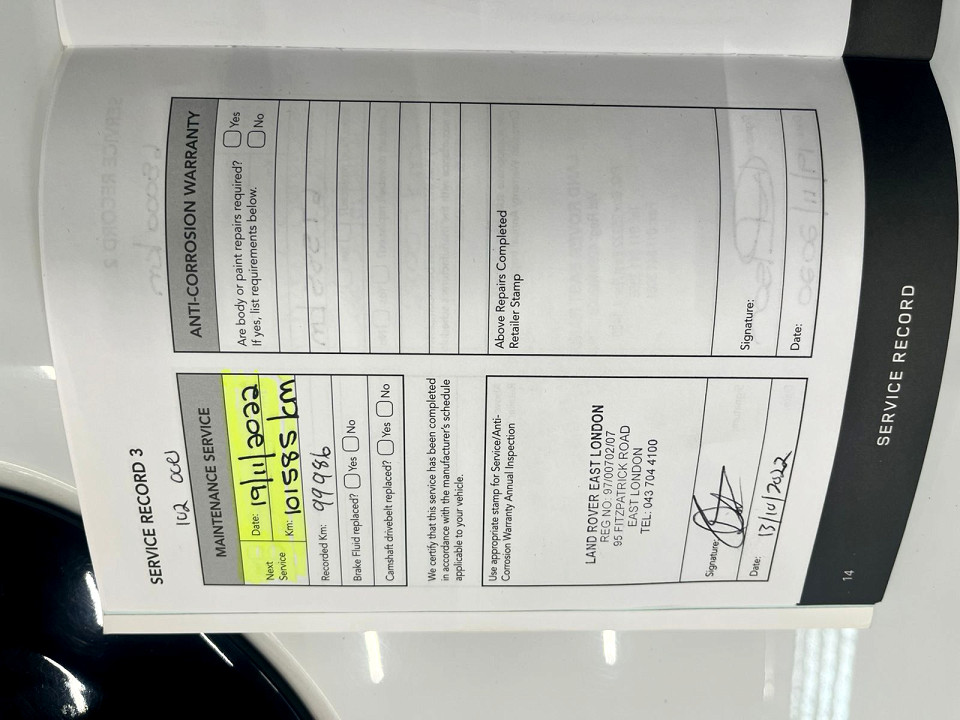 SERVICE RECORD 3
102 000
MAINTENANCE SERVICE
Next Service
Date: 19/11/2022
Km: 101585 km
Recorded Km: 99986
Brake Fluid replaced? Yes No
Camshaft drivebelt replaced? Yes No
We certify that this service has been completed
in accordance with the manufacturer's schedule
applicable to your vehicle.
Use appropriate stamp for Service/Anti-
Corrosion Warranty Annual Inspection
LAND ROVER EAST LONDON
REG NO. 97/00702/07
95 FITZPATRICK ROAD
EAST LONDON
TEL: 043 704 4100
Signature:
Date: 13/10/2022
ANTI-CORROSION WARRANTY
Are body or paint repairs required? Yes
If yes, list requirements below. No
Above Repairs Completed
Retailer Stamp
Signature:
Date:
14
SERVICE RECORD